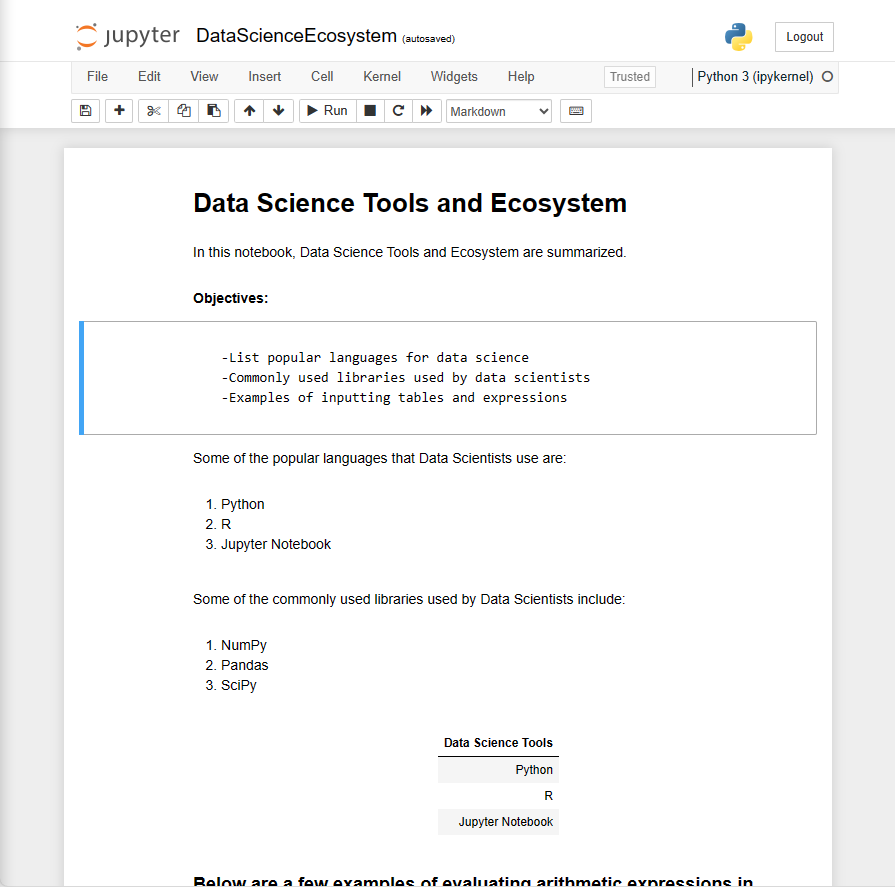 jupyter DataScienceEcosystem (autosaved)
Logout
File Edit View Insert Cell Kernel Widgets Help Trusted Python 3 (ipykernel)
Run Markdown
Data Science Tools and Ecosystem
In this notebook, Data Science Tools and Ecosystem are summarized.
Objectives:
-List popular languages for data science
-Commonly used libraries used by data scientists
-Examples of inputting tables and expressions
Some of the popular languages that Data Scientists use are:
1. Python
2. R
3. Jupyter Notebook
Some of the commonly used libraries used by Data Scientists include:
1. NumPy
2. Pandas
3. SciPy
Data Science Tools
Python
R
Jupyter Notebook
Below are a few examples of evaluating arithmetic expressions in